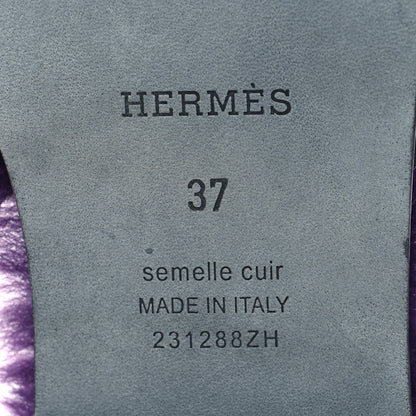 HERMÈS
37
semelle cuir
MADE IN ITALY
231288ZH